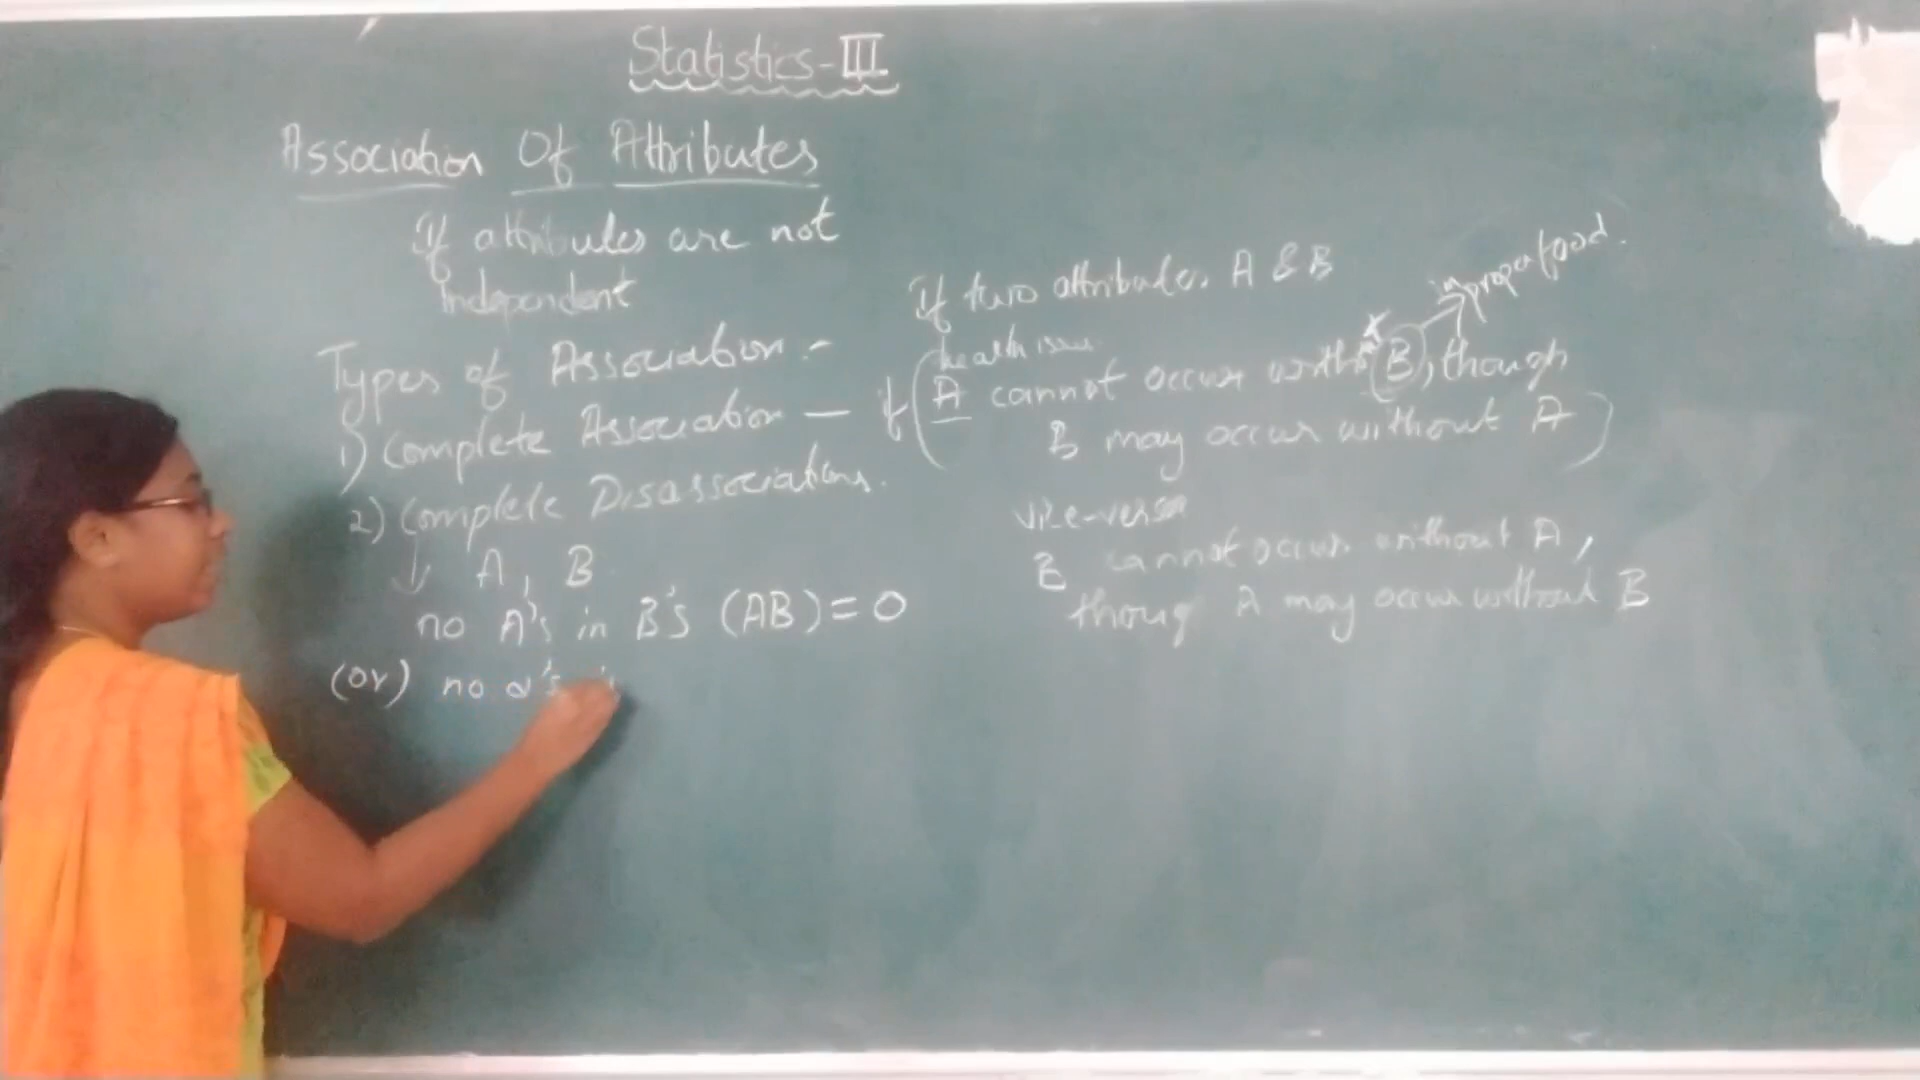 Statistics-III
Association Of Attributes
If attributes are not
independent
Types of Association :-
1) Complete Association — if
2) Complete Disassociations.
A, B
no A's in B's (AB) = 0
(or) no α's
If two attributes A & B
health issue
improper food.
A cannot occur B, though
B may occur without A
vice-versa
B cannot occur without A,
thoug A may occur without B